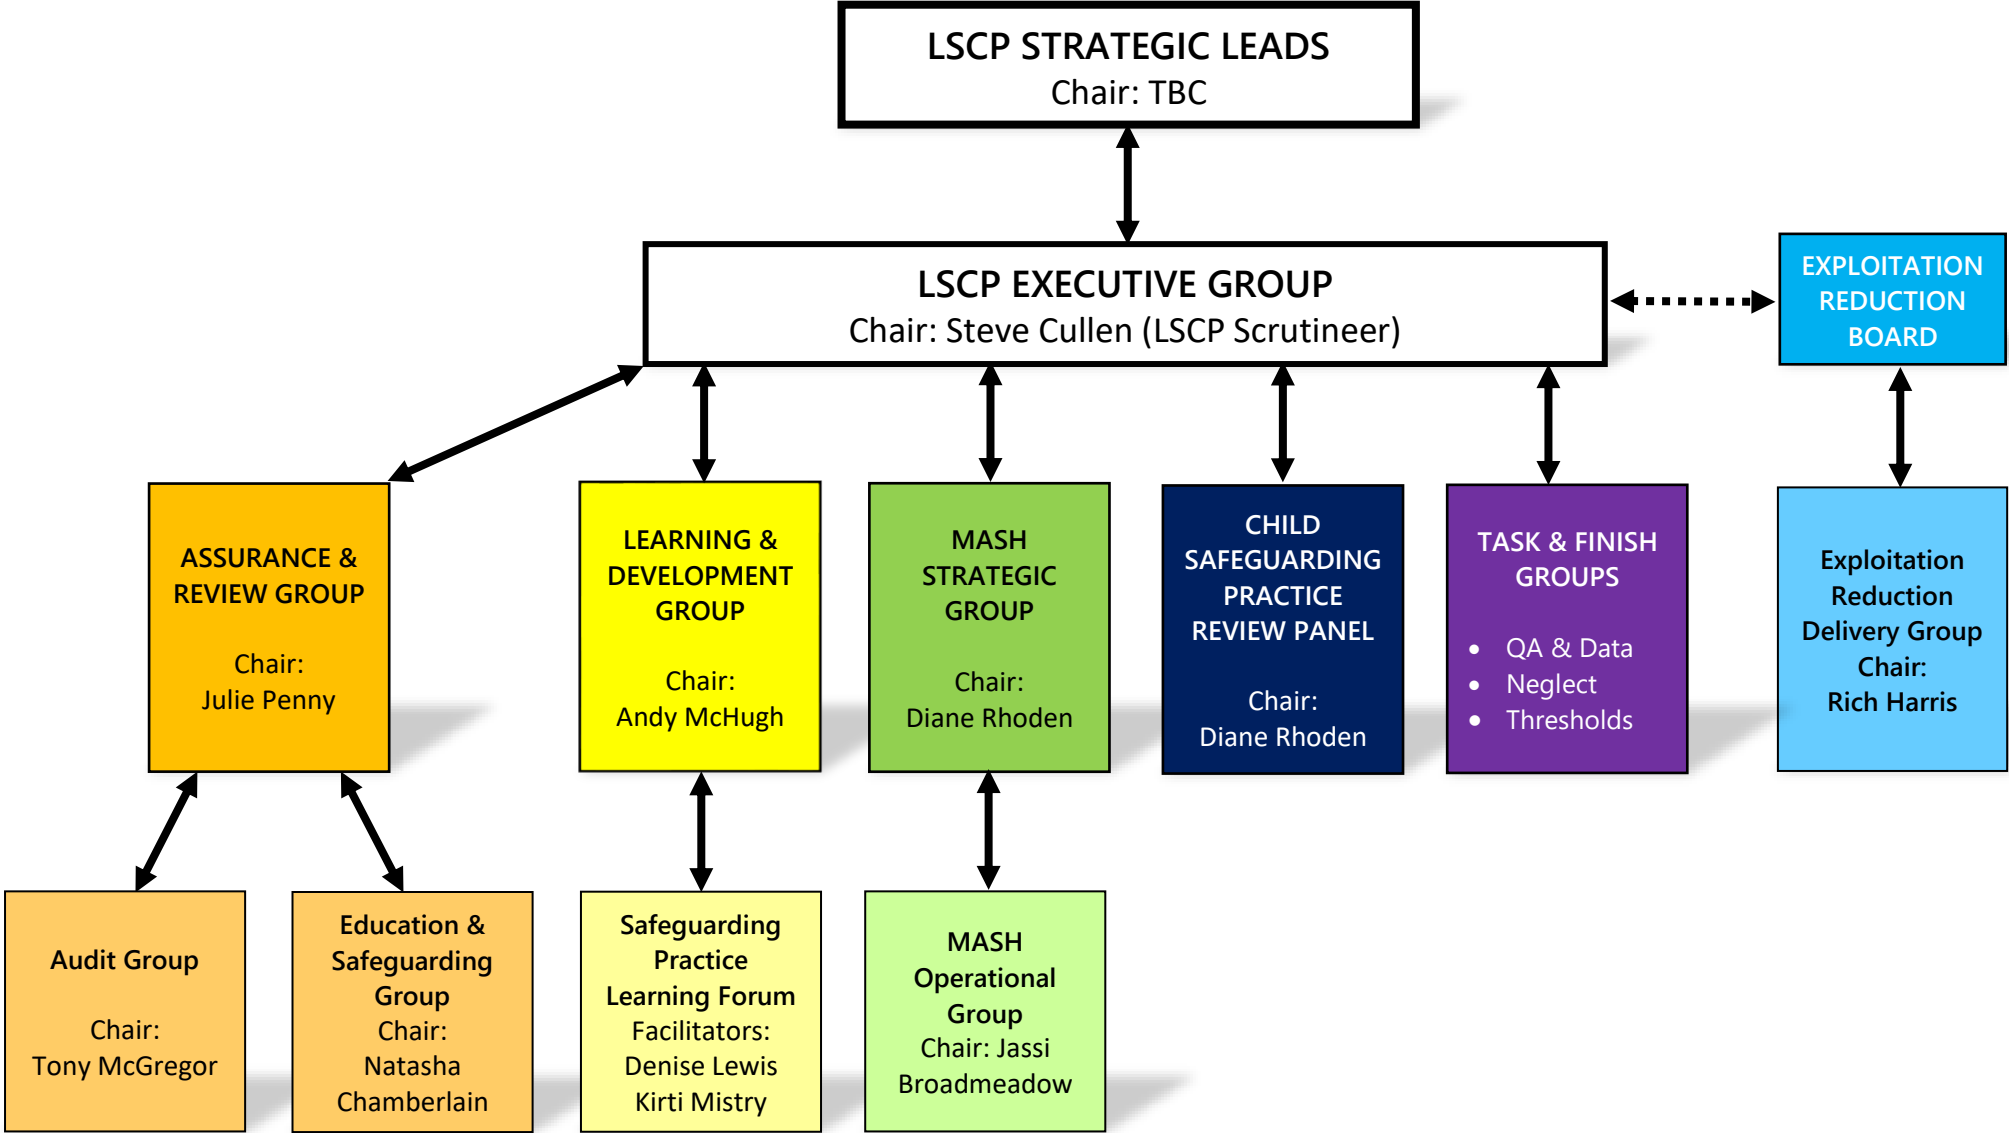 LSCP STRATEGIC LEADS
Chair: TBC
LSCP EXECUTIVE GROUP
Chair: Steve Cullen (LSCP Scrutineer)
EXPLOITATION
REDUCTION
BOARD
ASSURANCE &
REVIEW GROUP
Chair:
Julie Penny
LEARNING &
DEVELOPMENT
GROUP
Chair:
Andy McHugh
MASH
STRATEGIC
GROUP
Chair:
Diane Rhoden
CHILD
SAFEGUARDING
PRACTICE
REVIEW PANEL
Chair:
Diane Rhoden
TASK & FINISH
GROUPS
• QA & Data
• Neglect
• Thresholds
Exploitation
Reduction
Delivery Group
Chair:
Rich Harris
Audit Group
Chair:
Tony McGregor
Education &
Safeguarding
Group
Chair:
Natasha
Chamberlain
Safeguarding
Practice
Learning Forum
Facilitators:
Denise Lewis
Kirti Mistry
MASH
Operational
Group
Chair: Jassi
Broadmeadow